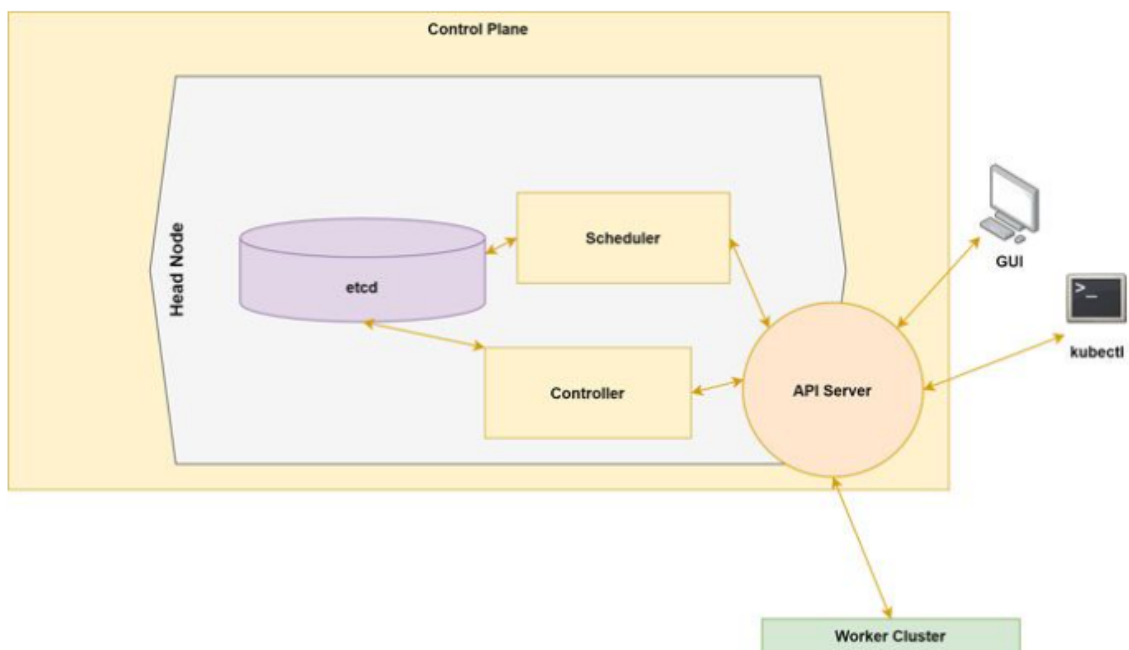 Control Plane
Head Node
Scheduler
etcd
Controller
API Server
GUI
>_
kubectl
Worker Cluster